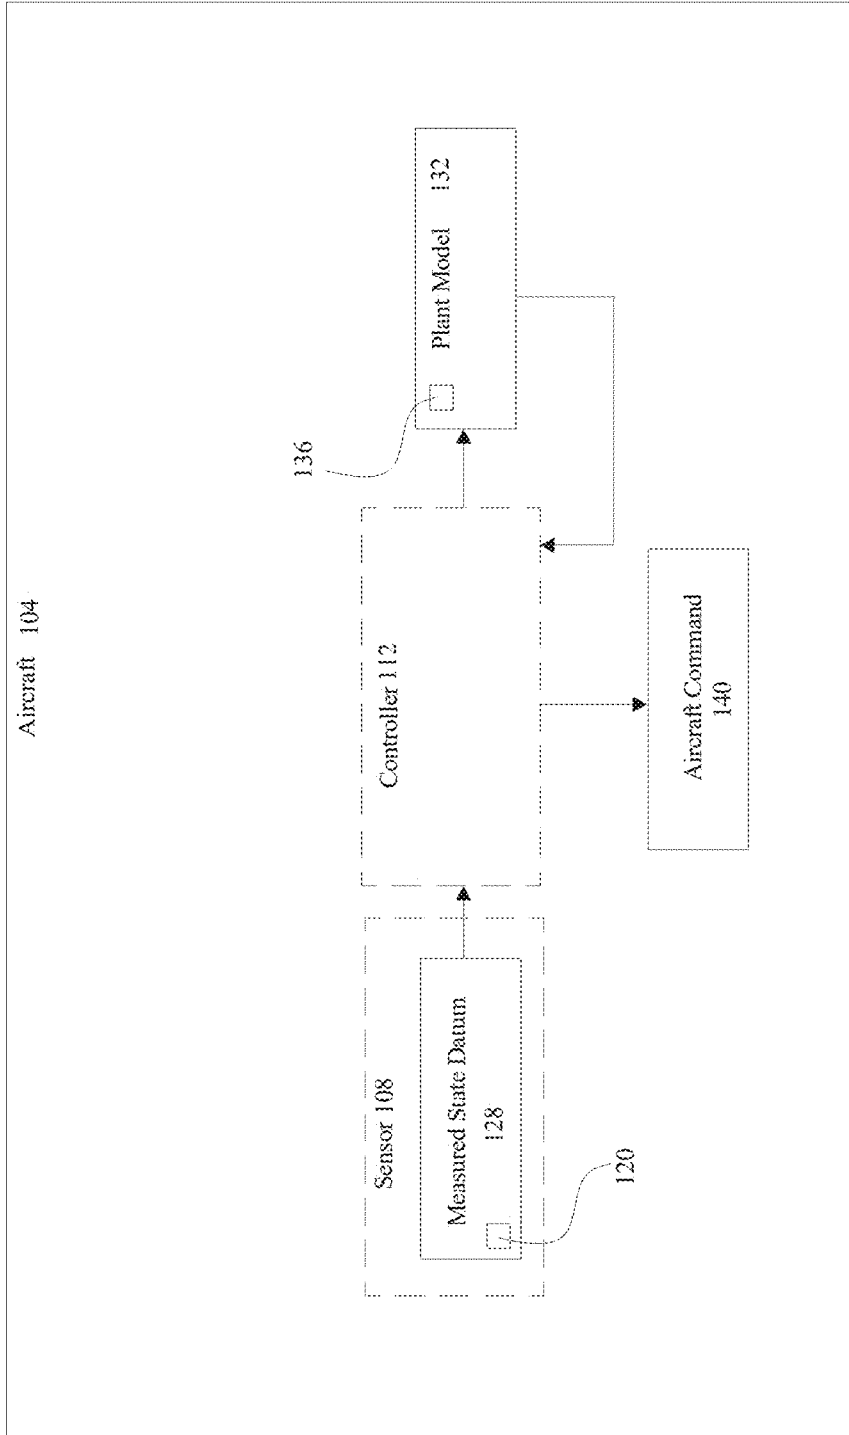 Aircraft 104
Sensor 108
Measured State Datum
128
120
Controller 112
136
Plant Model 132
Aircraft Command
140